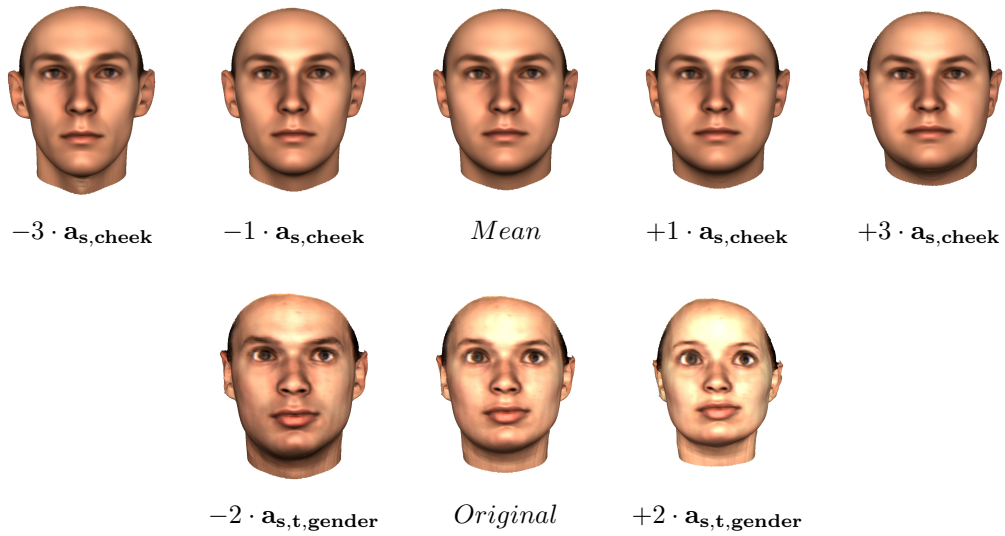 −3 · a_s,cheek −1 · a_s,cheek Mean +1 · a_s,cheek +3 · a_s,cheek
−2 · a_s,t,gender Original +2 · a_s,t,gender